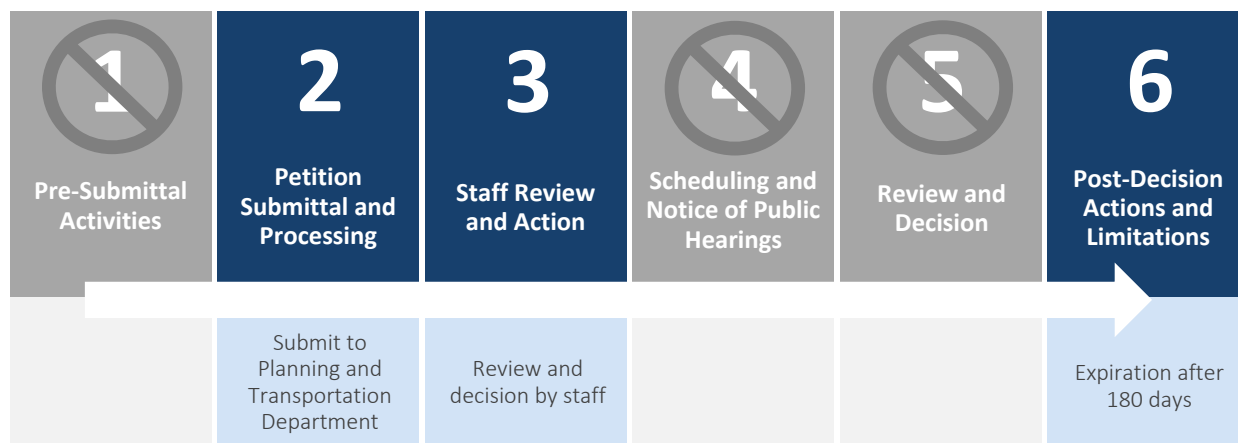 1
Pre-Submittal
Activities
2
Petition
Submittal and
Processing
Submit to
Planning and
Transportation
Department
3
Staff Review
and Action
Review and
decision by staff
4
Scheduling and
Notice of Public
Hearings
5
Review and
Decision
6
Post-Decision
Actions and
Limitations
Expiration after
180 days